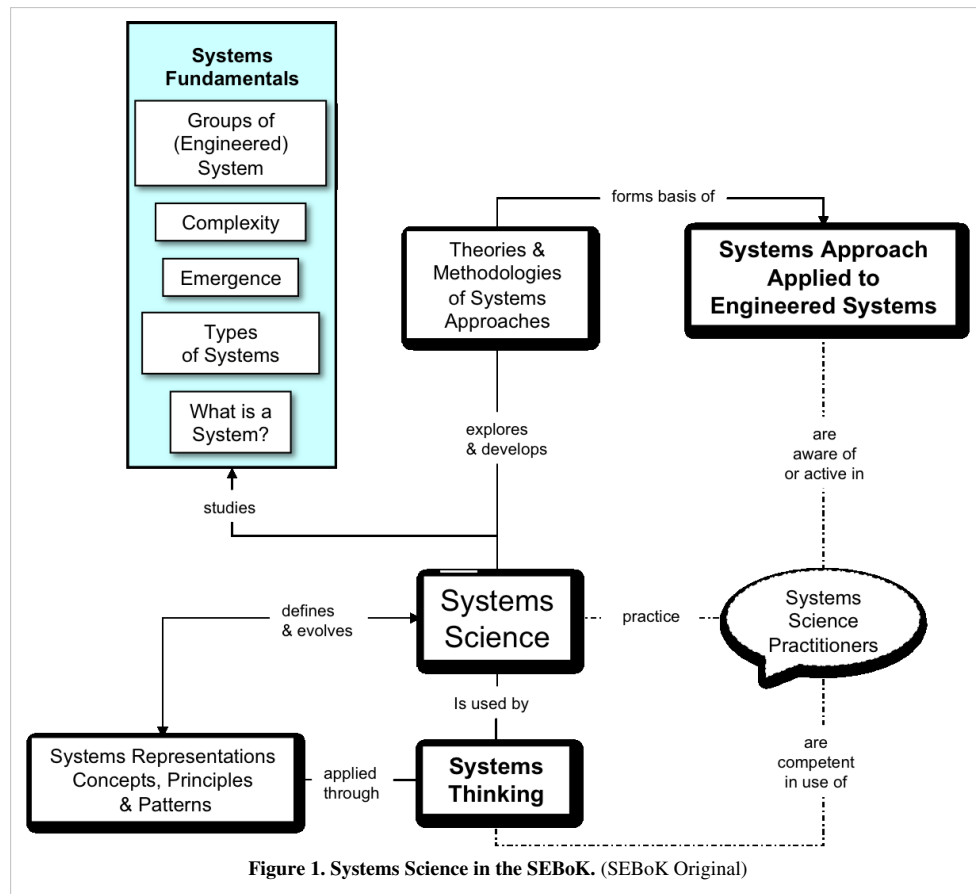 Systems
Fundamentals
Groups of
(Engineered)
System
Complexity
Emergence
Types
of Systems
What is a
System?
studies
forms basis of
Theories &
Methodologies
of Systems
Approaches
Systems Approach
Applied to
Engineered Systems
explores
& develops
are
aware of
or active in
defines
& evolves
Systems
Science
practice
Systems
Science
Practitioners
Is used by
Systems Representations
Concepts, Principles
& Patterns
applied
through
Systems
Thinking
are
competent
in use of
Figure 1. Systems Science in the SEBoK. (SEBoK Original)